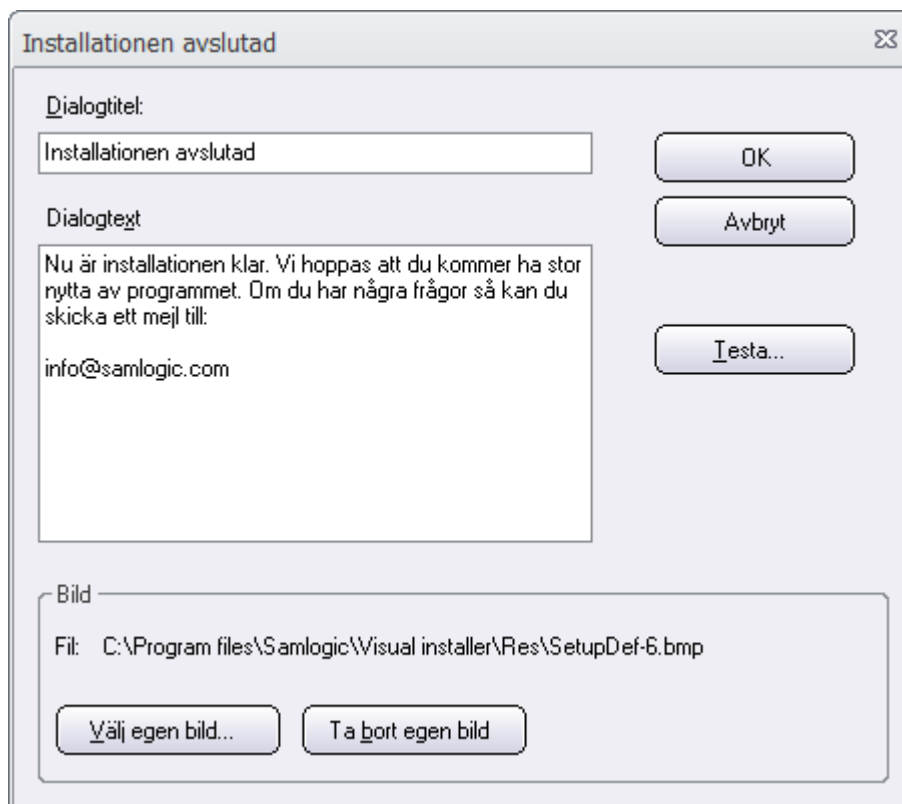 Installationen avslutad
Dialogtitel:
Installationen avslutad
OK
Dialogtext
Avbryt
Nu är installationen klar. Vi hoppas att du kommer ha stor
nytta av programmet. Om du har några frågor så kan du
skicka ett mejl till:
info@samlogic.com
Testa...
Bild
Fil: C:\Program files\Samlogic\Visual installer\Res\SetupDef-6.bmp
Välj egen bild...
Ta bort egen bild